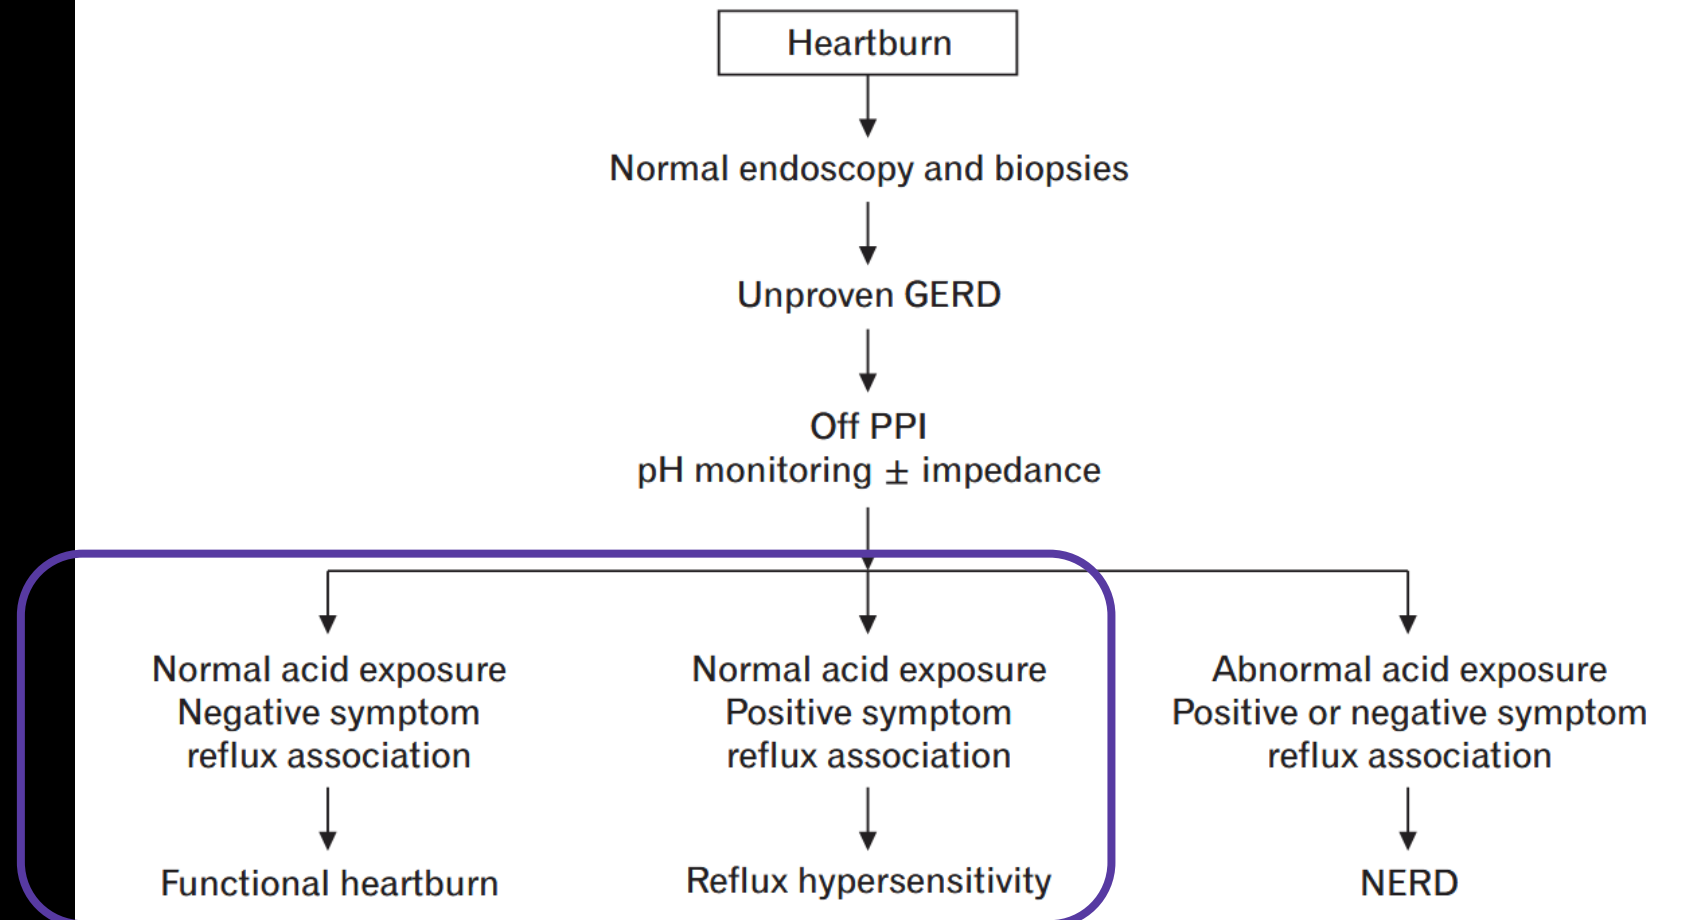 Heartburn
Normal endoscopy and biopsies
Unproven GERD
Off PPI
pH monitoring ± impedance
Normal acid exposure
Negative symptom
reflux association
Normal acid exposure
Positive symptom
reflux association
Abnormal acid exposure
Positive or negative symptom
reflux association
Functional heartburn
Reflux hypersensitivity
NERD